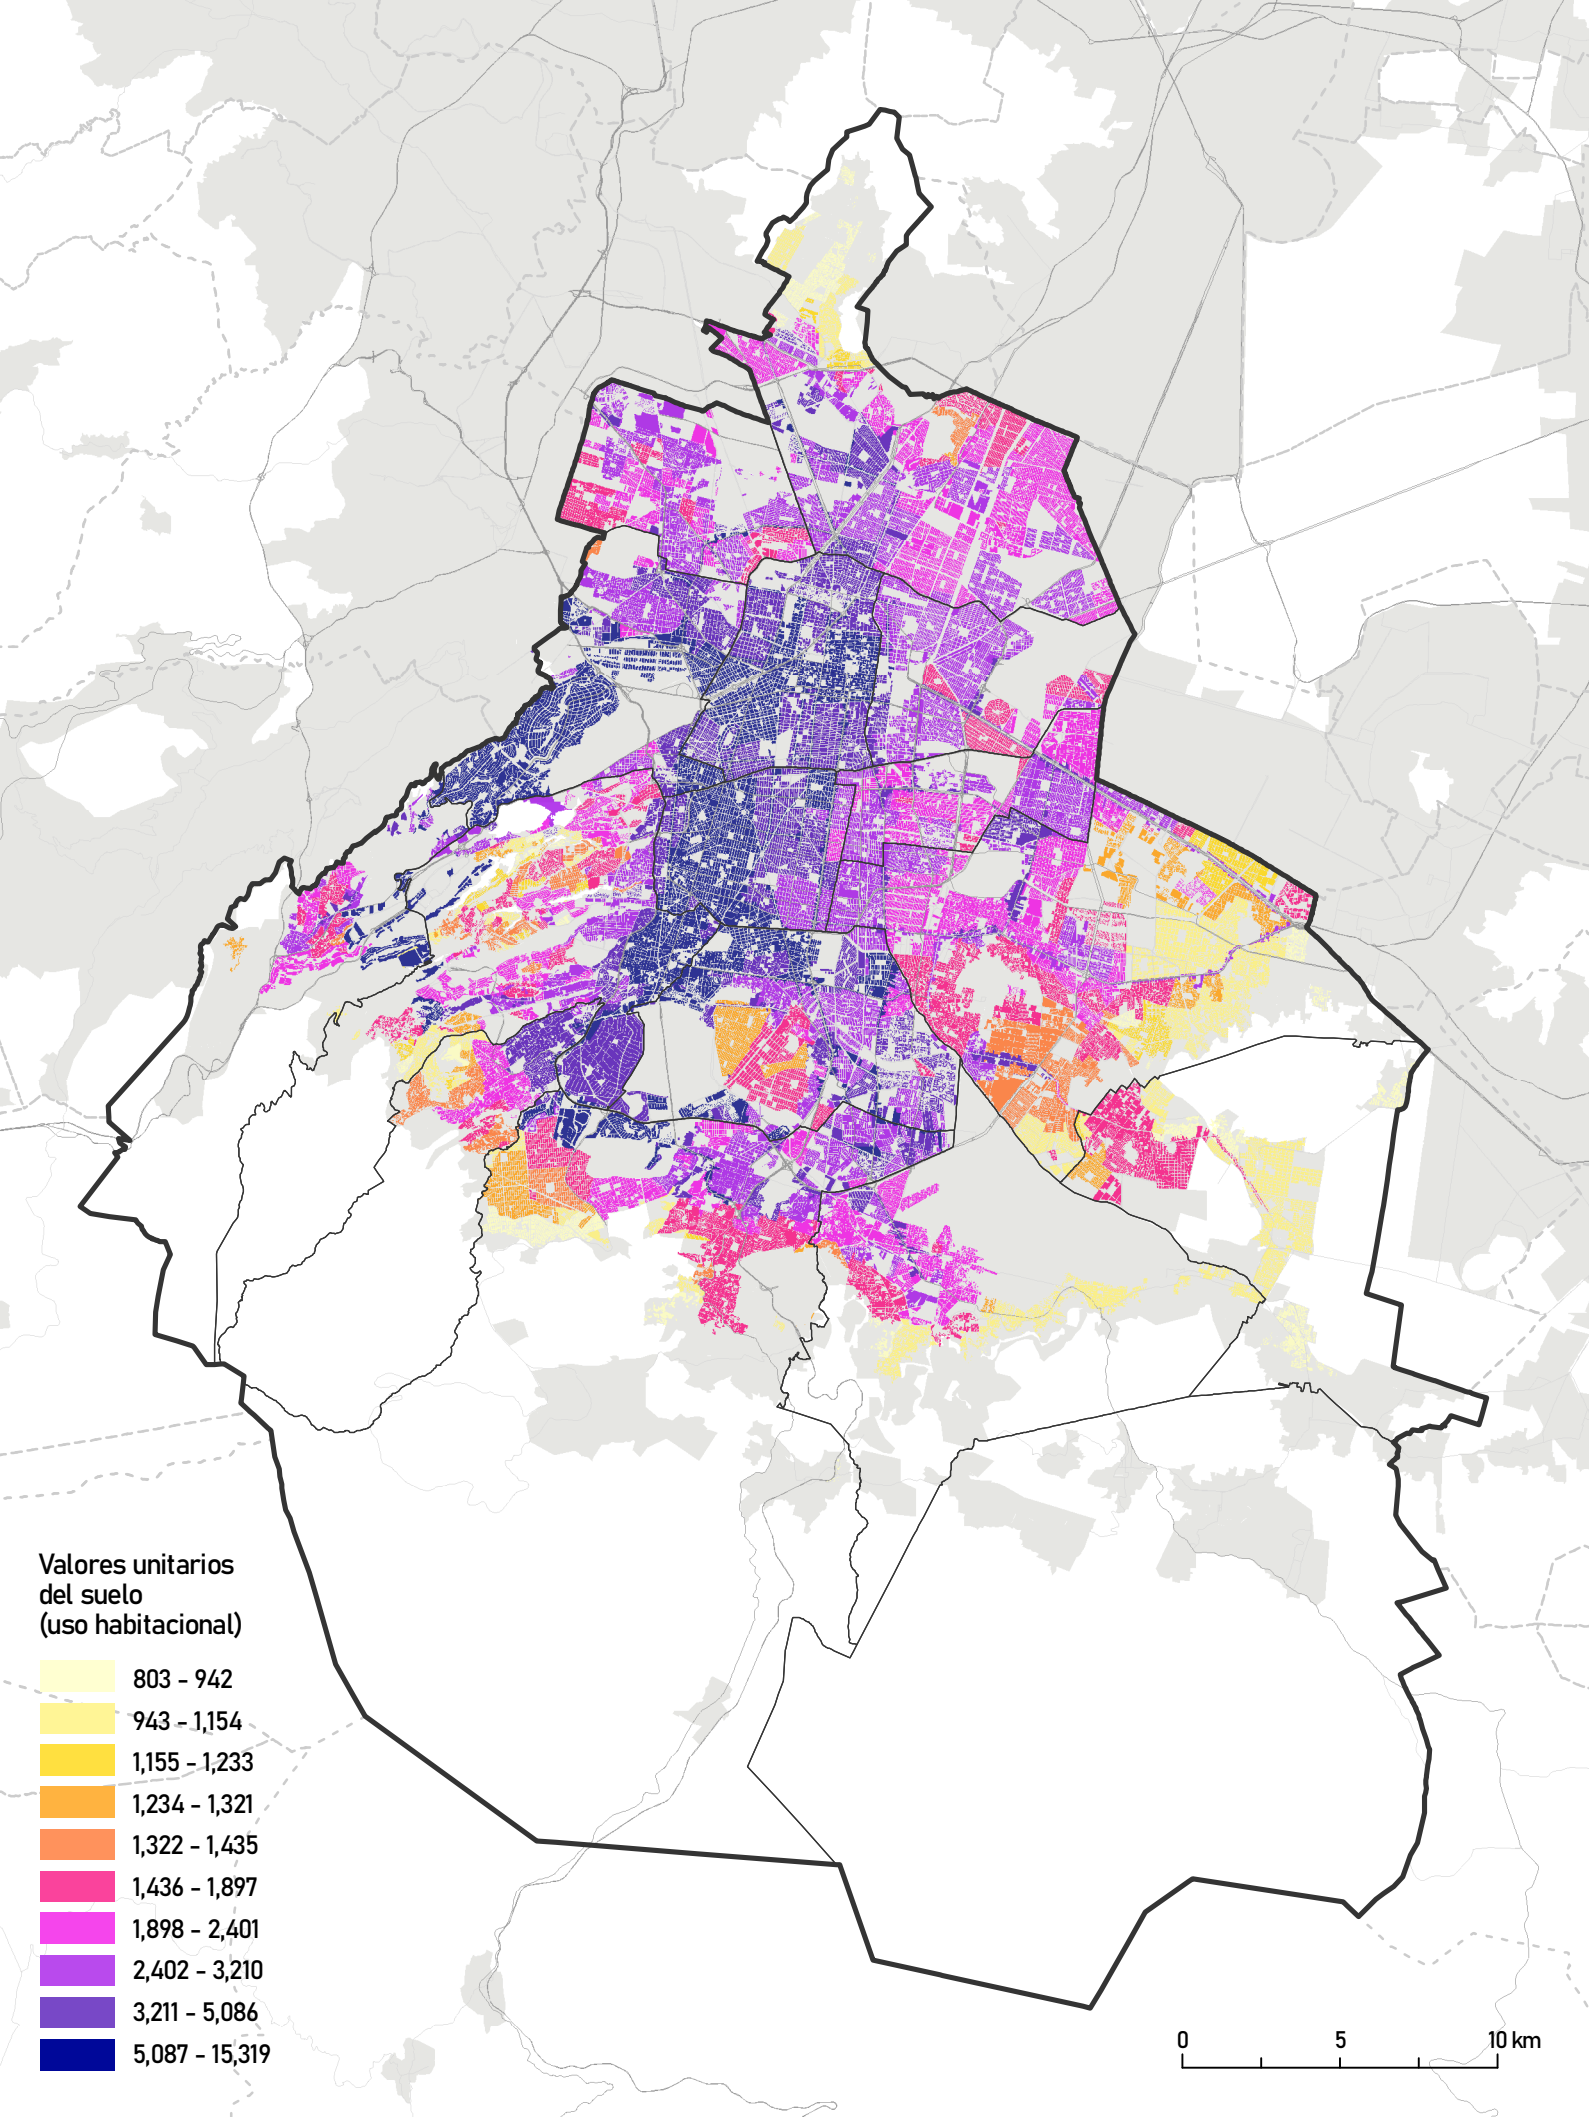 Valores unitarios
del suelo
(uso habitacional)
803 - 942
943 - 1,154
1,155 - 1,233
1,234 - 1,321
1,322 - 1,435
1,436 - 1,897
1,898 - 2,401
2,402 - 3,210
3,211 - 5,086
5,087 - 15,319
0 5 10 km